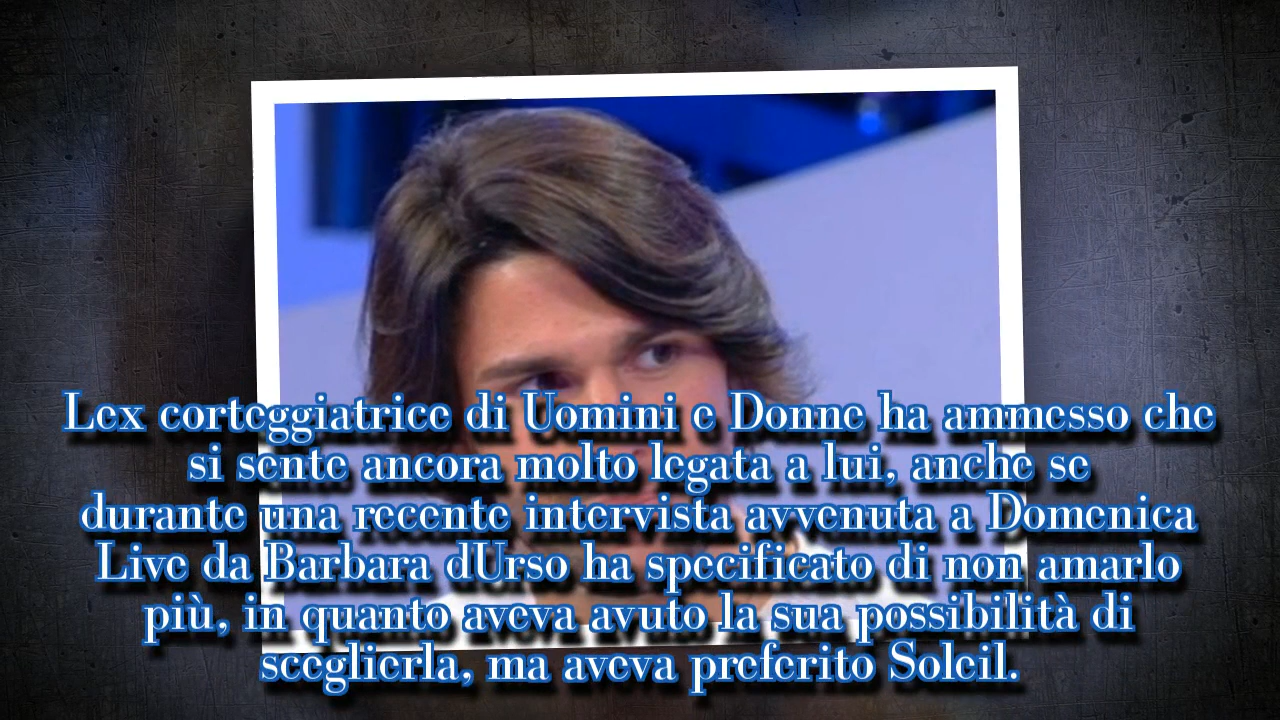 Lex corteggiatrice di Uomini e Donne ha ammesso che
si sente ancora molto legata a lui, anche se
durante una recente intervista avvenuta a Domenica
Live da Barbara dUrso ha specificato di non amarlo
più, in quanto aveva avuto la sua possibilità di
sceglierla, ma aveva preferito Soleil.